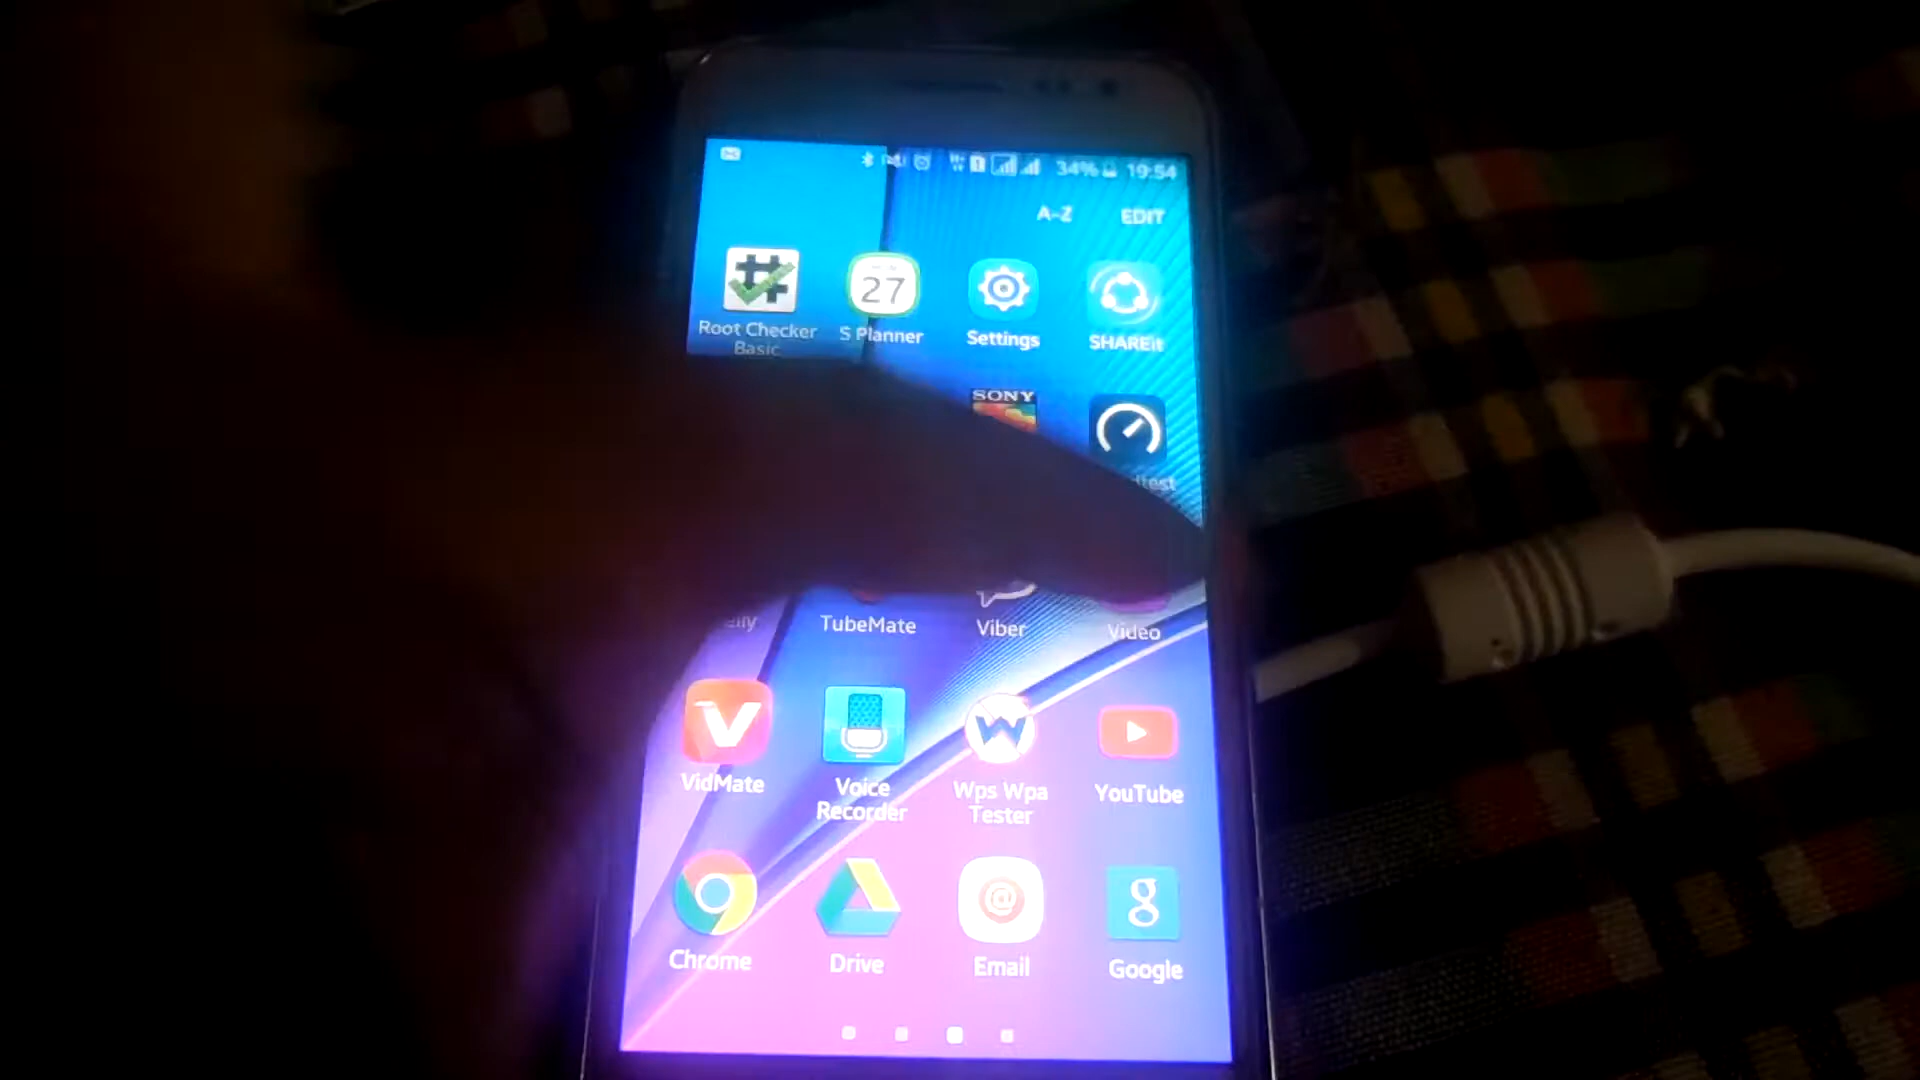 34% 19:54
A-Z EDIT
27
Root Checker
Basic
S Planner
Settings
SHAREit
SONY
TubeMate
Viber
Video
VidMate
Voice
Recorder
Wps Wpa
Tester
YouTube
Chrome
Drive
Email
Google